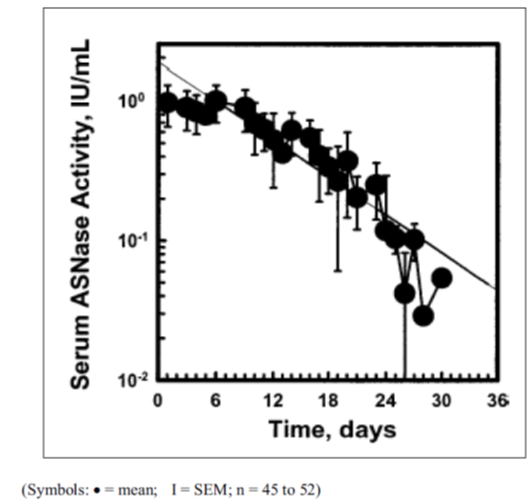 Serum ASNase Activity, IU/mL
10⁰
10⁻¹
10⁻²
0 6 12 18 24 30 36
Time, days
(Symbols: • = mean; I = SEM; n = 45 to 52)